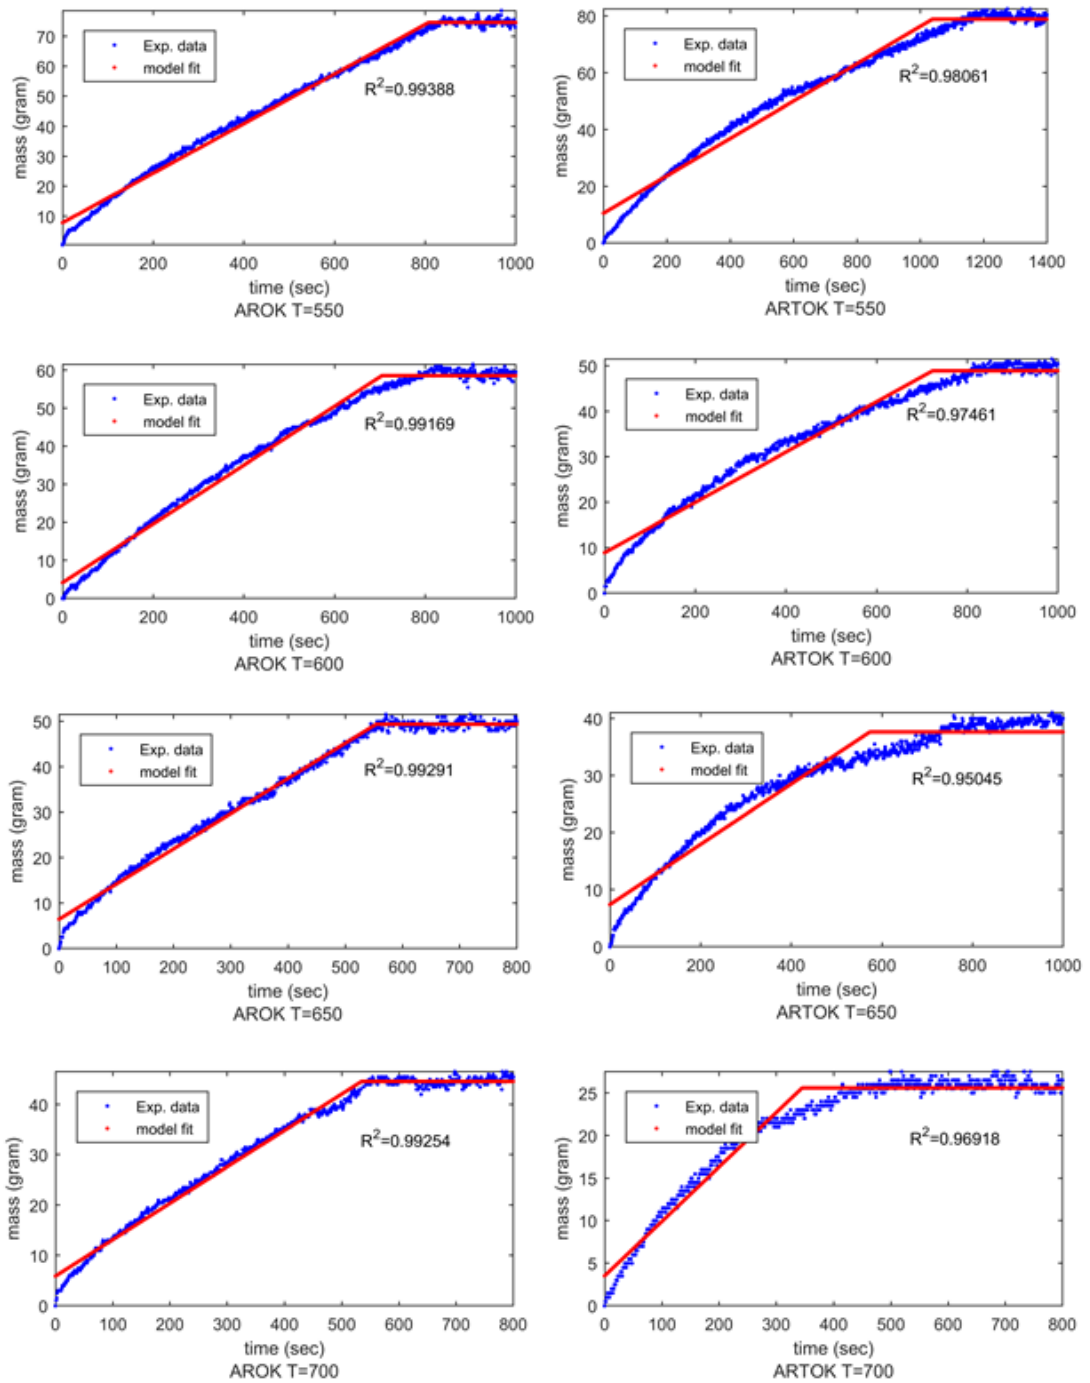 70
60
50
40
30
20
10
mass (gram)
Exp. data
model fit
R²=0.99388
0 200 400 600 800 1000
time (sec)
AROK T=550
80
60
40
20
0
mass (gram)
Exp. data
model fit
R²=0.98061
0 200 400 600 800 1000 1200 1400
time (sec)
ARTOK T=550
60
50
40
30
20
10
0
mass (gram)
Exp. data
model fit
R²=0.99169
0 200 400 600 800 1000
time (sec)
AROK T=600
50
40
30
20
10
0
mass (gram)
Exp. data
model fit
R²=0.97461
0 200 400 600 800 1000
time (sec)
ARTOK T=600
50
40
30
20
10
0
mass (gram)
Exp. data
model fit
R²=0.99291
0 100 200 300 400 500 600 700 800
time (sec)
AROK T=650
40
30
20
10
0
mass (gram)
Exp. data
model fit
R²=0.95045
0 200 400 600 800 1000
time (sec)
ARTOK T=650
40
30
20
10
0
mass (gram)
Exp. data
model fit
R²=0.99254
0 100 200 300 400 500 600 700 800
time (sec)
AROK T=700
25
20
15
10
5
0
mass (gram)
Exp. data
model fit
R²=0.96918
0 100 200 300 400 500 600 700 800
time (sec)
ARTOK T=700